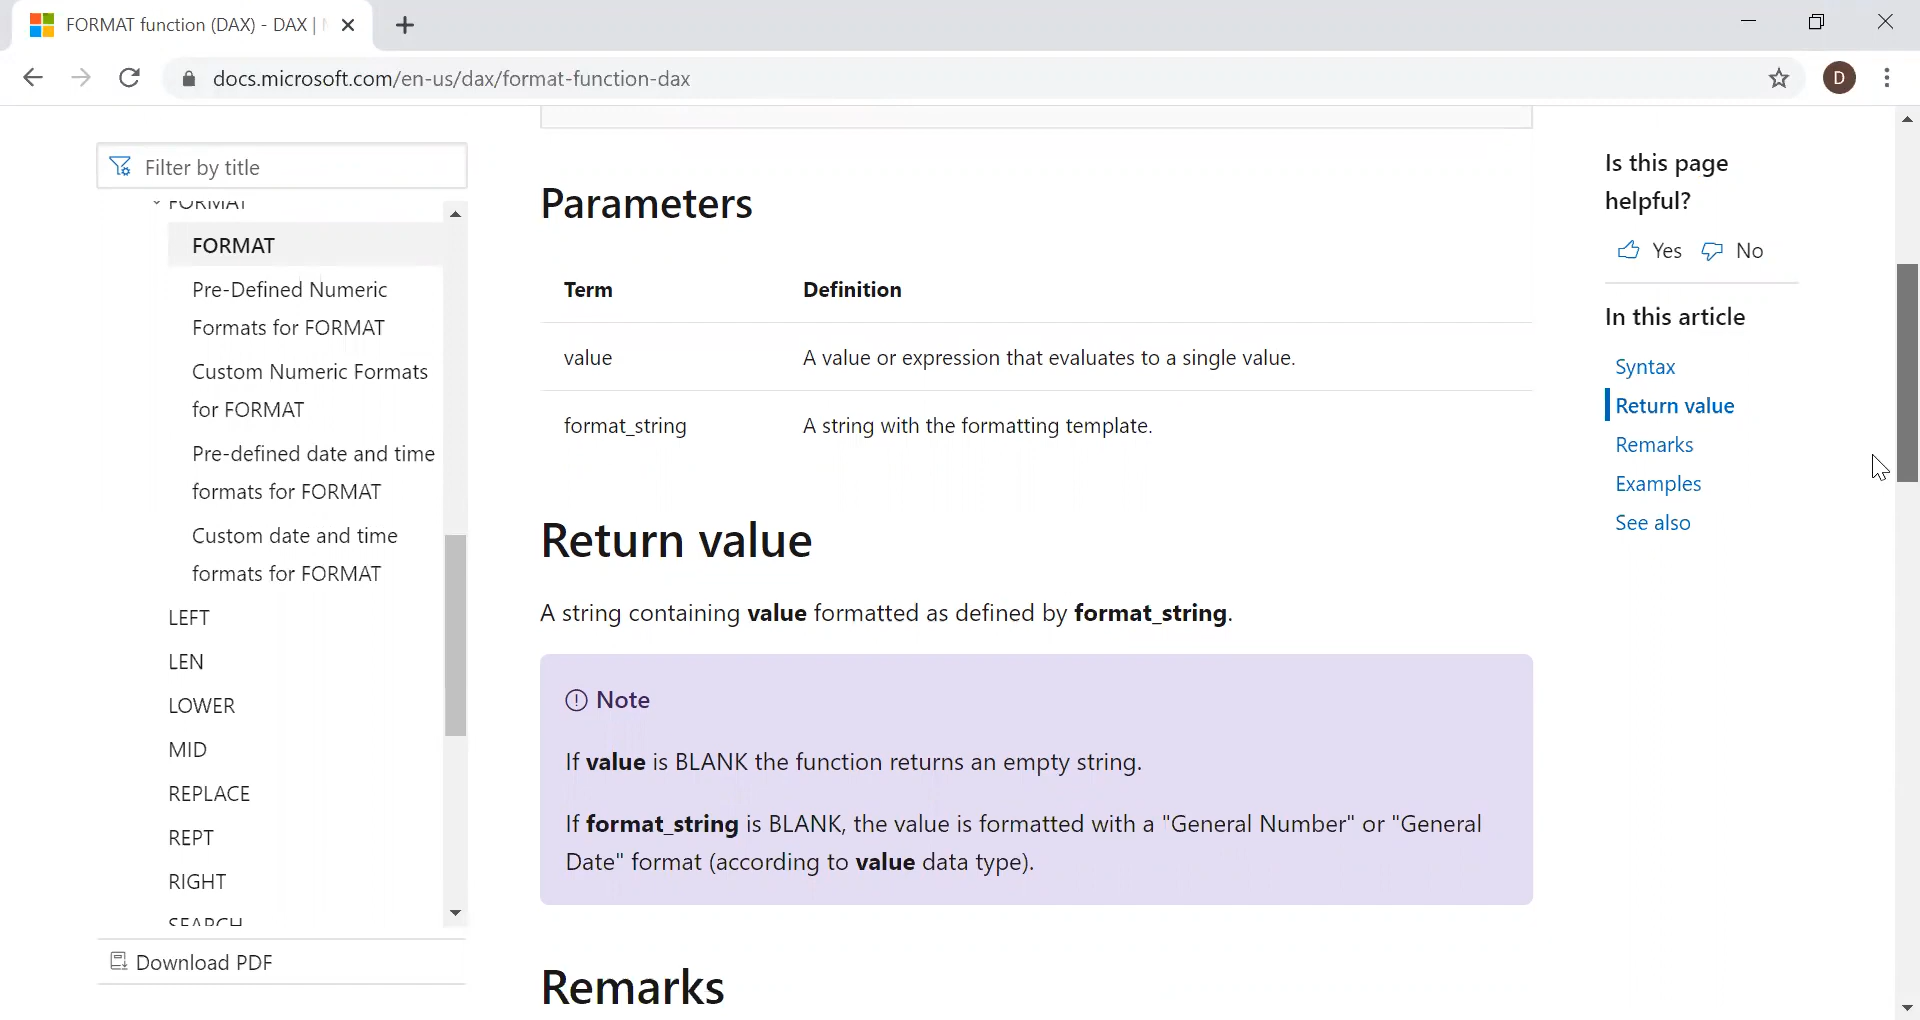 FORMAT function (DAX) - DAX |
docs.microsoft.com/en-us/dax/format-function-dax
D
Filter by title
FORMAT
FORMAT
Pre-Defined Numeric
Formats for FORMAT
Custom Numeric Formats
for FORMAT
Pre-defined date and time
formats for FORMAT
Custom date and time
formats for FORMAT
LEFT
LEN
LOWER
MID
REPLACE
REPT
RIGHT
SEARCH
Download PDF
Parameters
Term Definition
value A value or expression that evaluates to a single value.
format_string A string with the formatting template.
Return value
A string containing value formatted as defined by format_string.
Note
If value is BLANK the function returns an empty string.
If format_string is BLANK, the value is formatted with a "General Number" or "General
Date" format (according to value data type).
Remarks
Is this page
helpful?
Yes No
In this article
Syntax
Return value
Remarks
Examples
See also